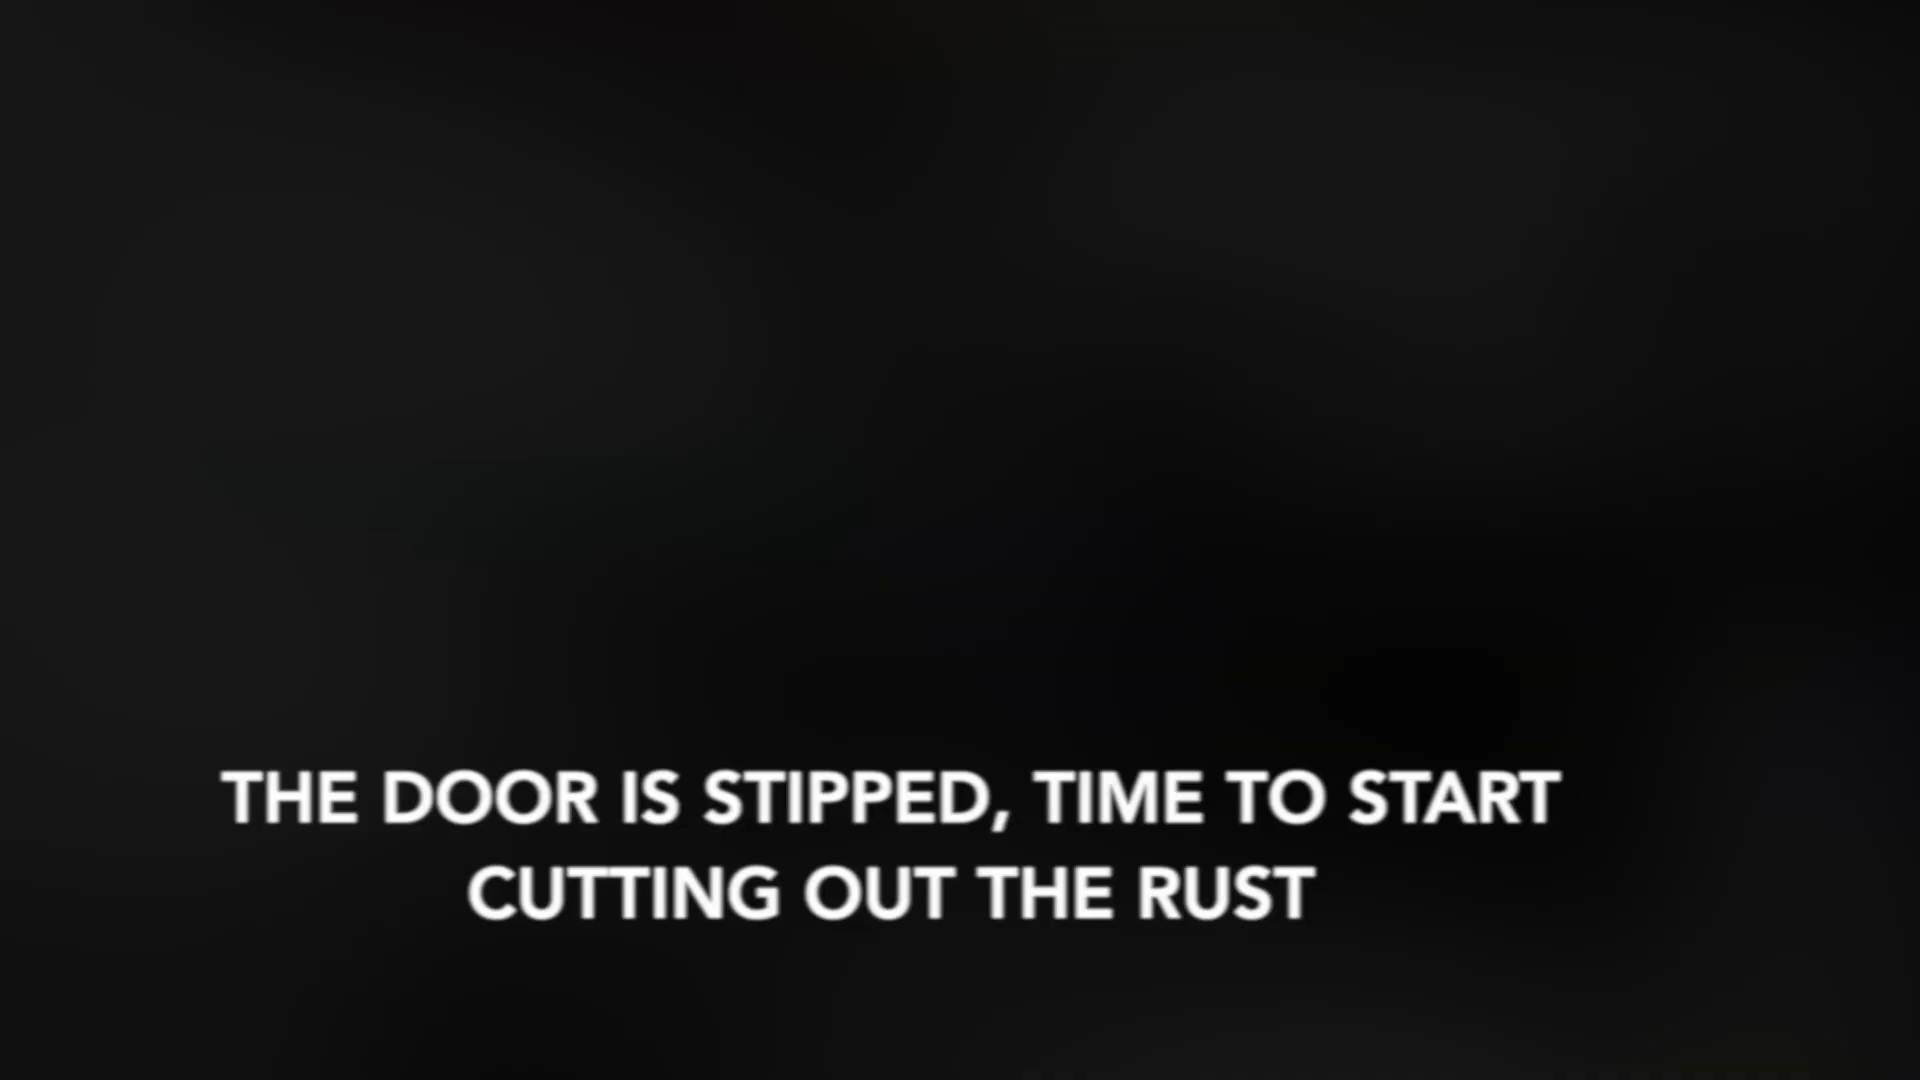 THE DOOR IS STIPPED, TIME TO START
CUTTING OUT THE RUST